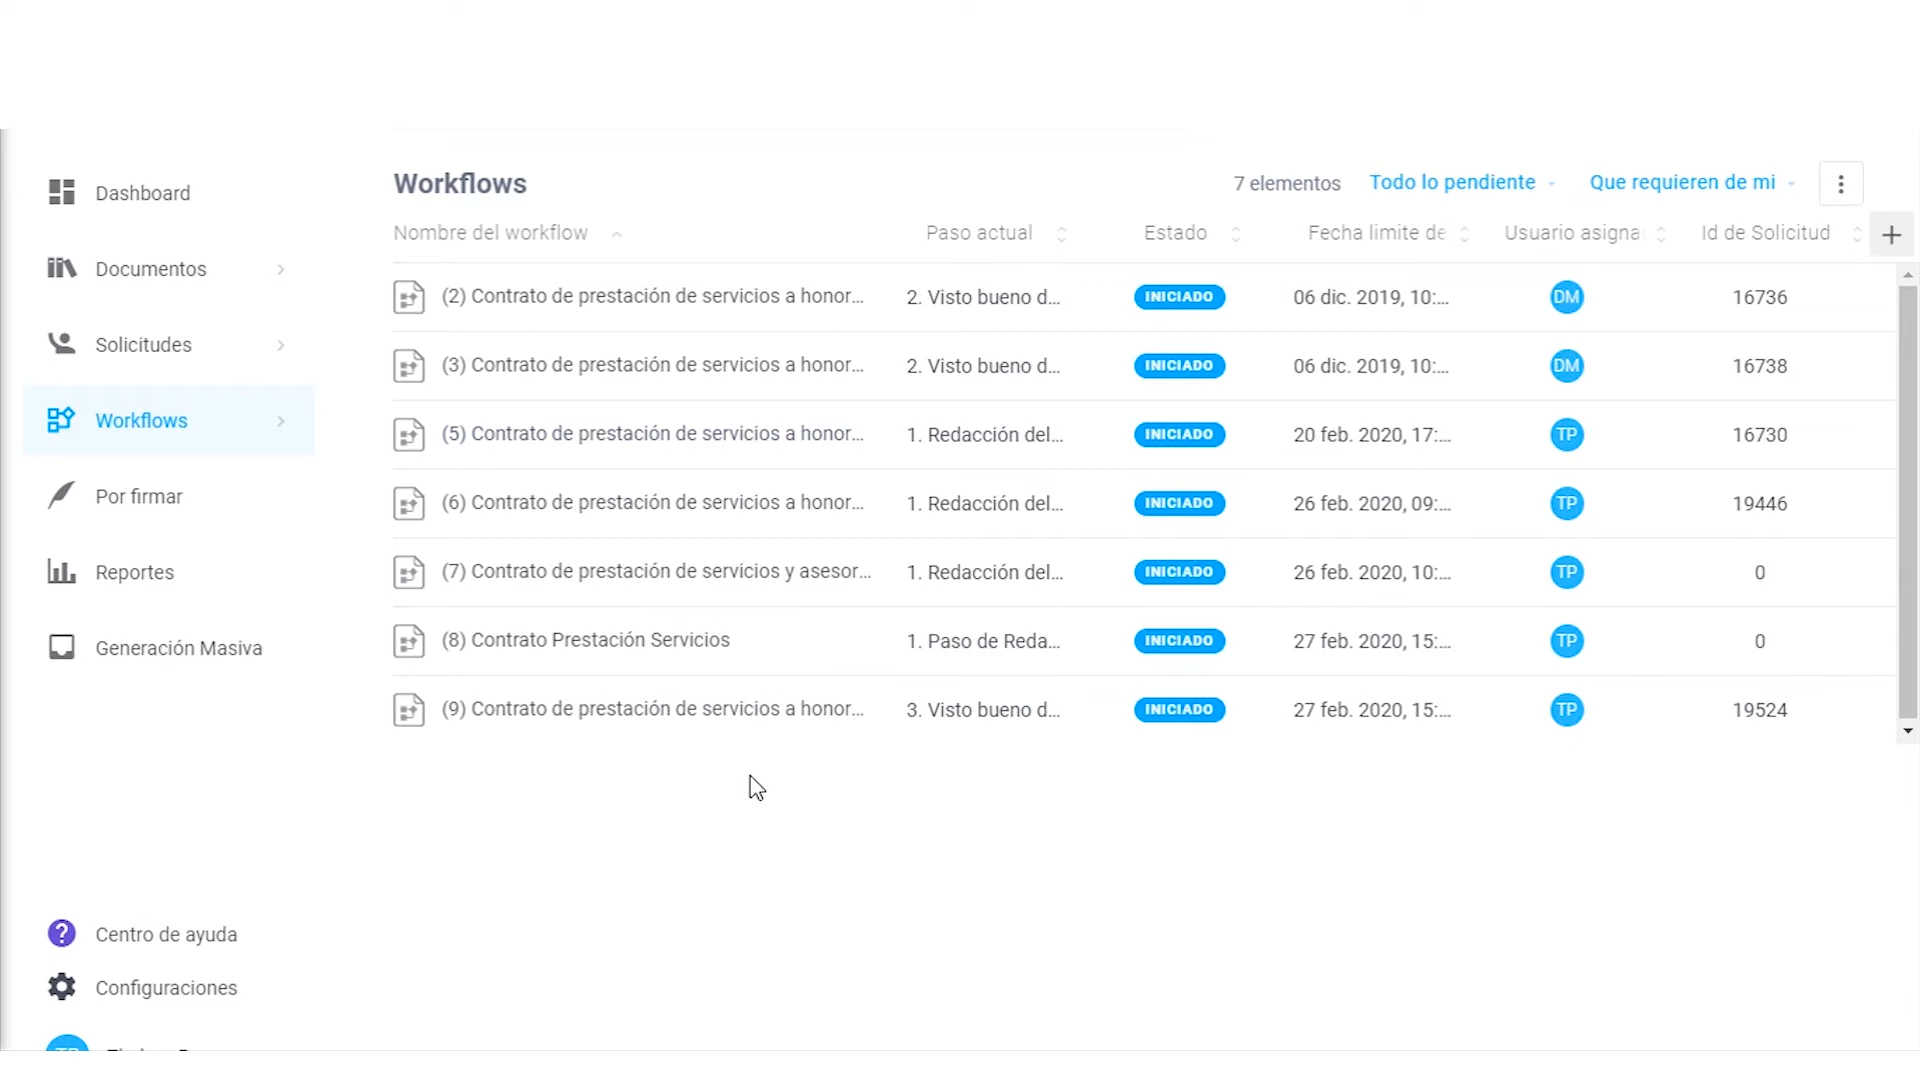 Dashboard
Documentos
Solicitudes
Workflows
Por firmar
Reportes
Generación Masiva
Centro de ayuda
Configuraciones
Workflows
7 elementos
Todo lo pendiente
Que requieren de mi
Nombre del workflow Paso actual Estado Fecha limite de Usuario asigna Id de Solicitud
(2) Contrato de prestación de servicios a honor... 2. Visto bueno d... INICIADO 06 dic. 2019, 10:... DM 16736
(3) Contrato de prestación de servicios a honor... 2. Visto bueno d... INICIADO 06 dic. 2019, 10:... DM 16738
(5) Contrato de prestación de servicios a honor... 1. Redacción del... INICIADO 20 feb. 2020, 17:... TP 16730
(6) Contrato de prestación de servicios a honor... 1. Redacción del... INICIADO 26 feb. 2020, 09:... TP 19446
(7) Contrato de prestación de servicios y asesor... 1. Redacción del... INICIADO 26 feb. 2020, 10:... TP 0
(8) Contrato Prestación Servicios 1. Paso de Reda... INICIADO 27 feb. 2020, 15:... TP 0
(9) Contrato de prestación de servicios a honor... 3. Visto bueno d... INICIADO 27 feb. 2020, 15:... TP 19524